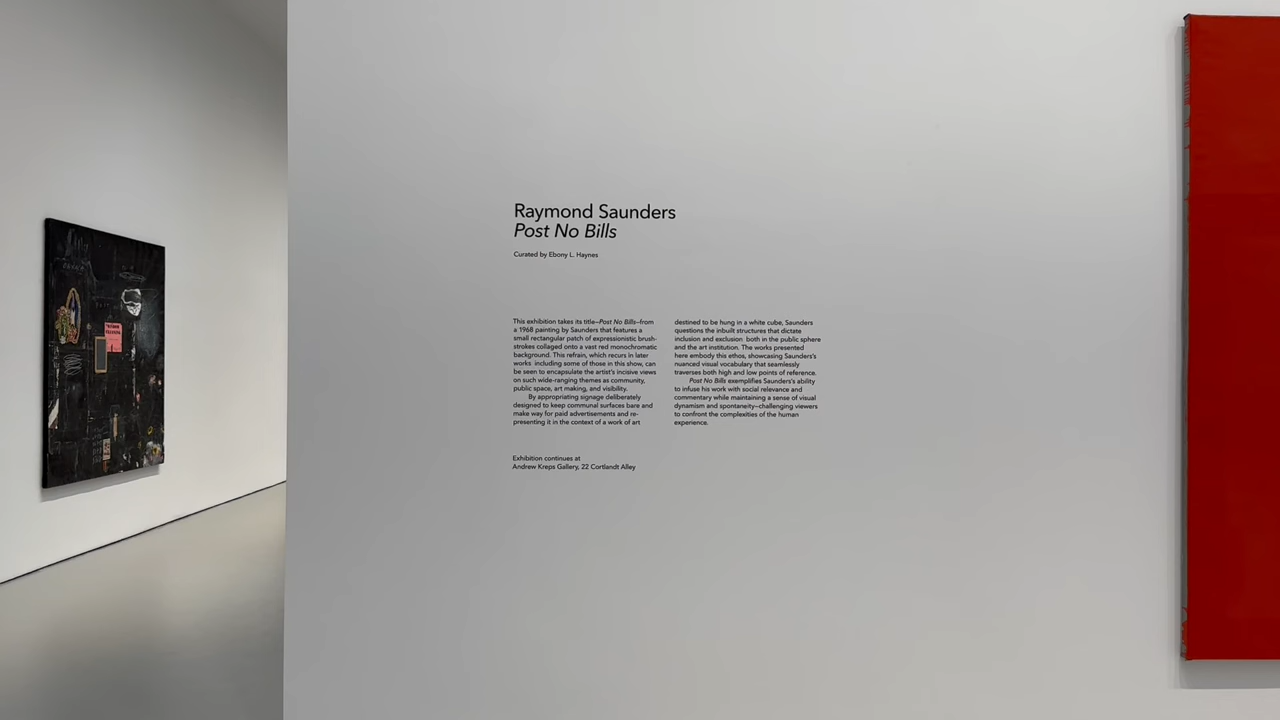 Raymond Saunders
Post No Bills
Curated by Ebony L. Haynes
This exhibition takes its title—Post No Bills—from
a 1968 painting by Saunders that features a
small rectangular patch of expressionistic brush-
strokes collaged onto a vast red monochromatic
background. This refrain, which recurs in later
works including some of those in this show, can
be seen to encapsulate the artist's incisive views
on such wide-ranging themes as community,
public space, art making, and visibility.
By appropriating signage deliberately
designed to keep communal surfaces bare and
make way for paid advertisements and re-
presenting it in the context of a work of art
destined to be hung in a white cube, Saunders
questions the inbuilt structures that dictate
inclusion and exclusion both in the public sphere
and the art institution. The works presented
here embody this ethos, showcasing Saunders's
nuanced visual vocabulary that seamlessly
traverses both high and low points of reference.
Post No Bills exemplifies Saunders's ability
to infuse his work with social relevance and
commentary while maintaining a sense of visual
dynamism and spontaneity—challenging viewers
to confront the complexities of the human
experience.
Exhibition continues at
Andrew Kreps Gallery, 22 Cortlandt Alley